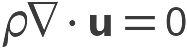 ρ∇ · u = 0